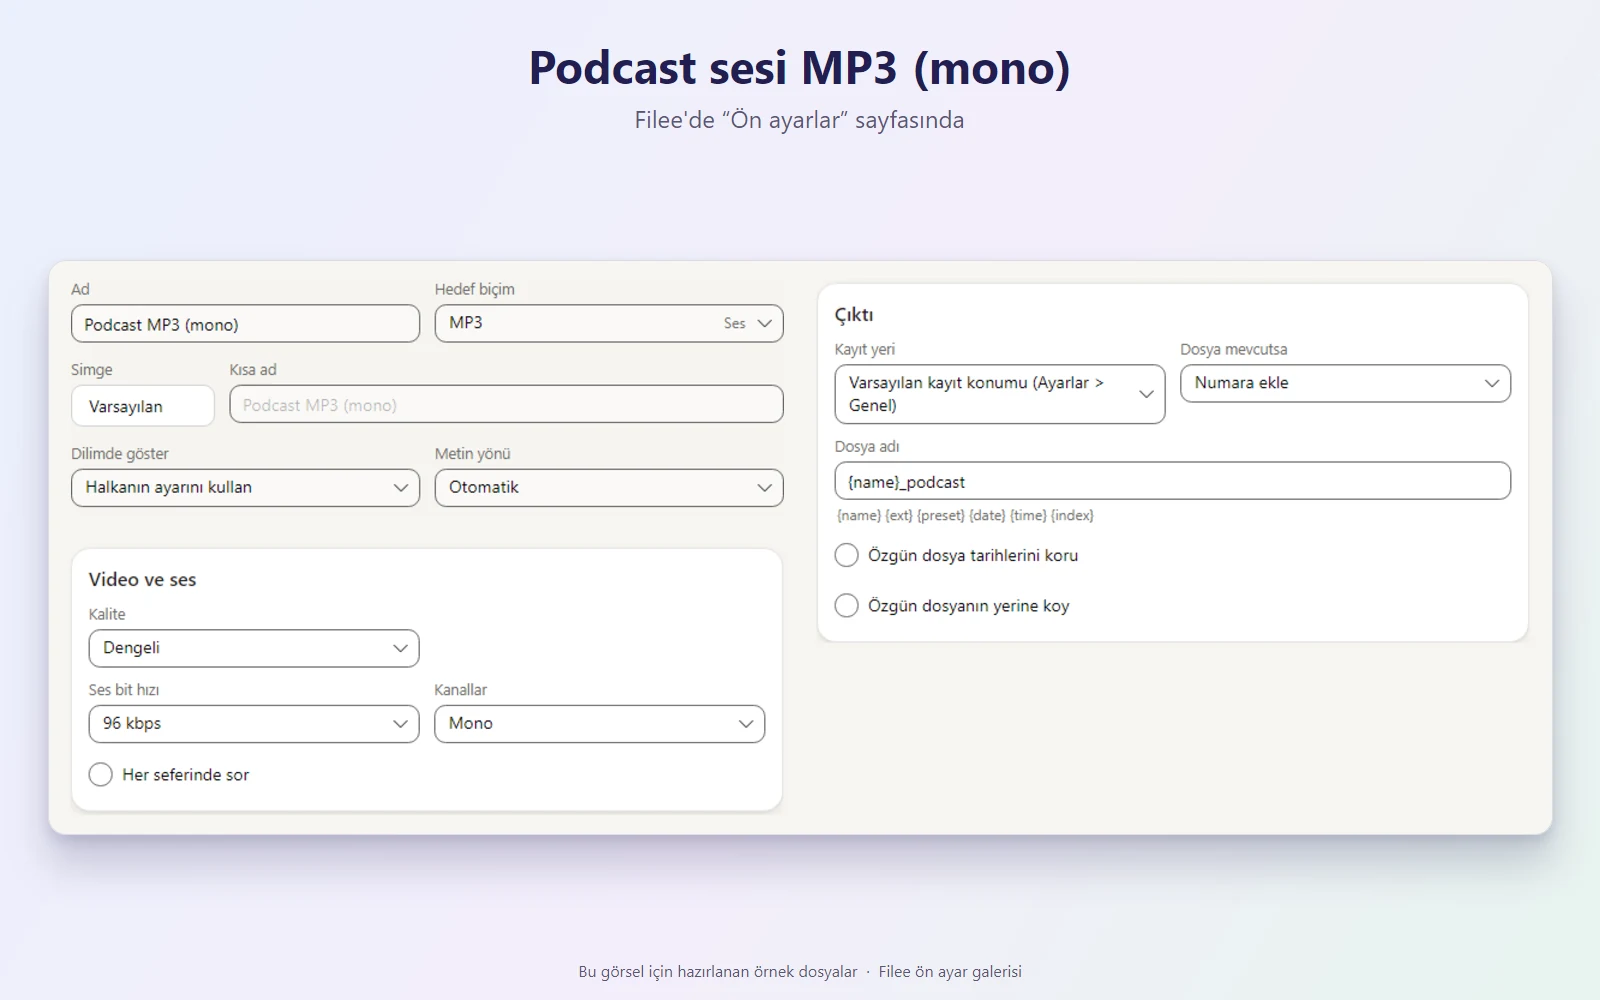 Podcast sesi MP3 (mono)
Filee'de “Ön ayarlar” sayfasında
Ad
Podcast MP3 (mono)
Hedef biçim
MP3 Ses
Simge
Varsayılan
Kısa ad
Podcast MP3 (mono)
Dilimde göster
Halkanın ayarını kullan
Metin yönü
Otomatik
Video ve ses
Kalite
Dengeli
Ses bit hızı
96 kbps
Kanallar
Mono
Her seferinde sor
Çıktı
Kayıt yeri
Varsayılan kayıt konumu (Ayarlar >
Genel)
Dosya mevcutsa
Numara ekle
Dosya adı
{name}_podcast
{name} {ext} {preset} {date} {time} {index}
Özgün dosya tarihlerini koru
Özgün dosyanın yerine koy
Bu görsel için hazırlanan örnek dosyalar · Filee ön ayar galerisi